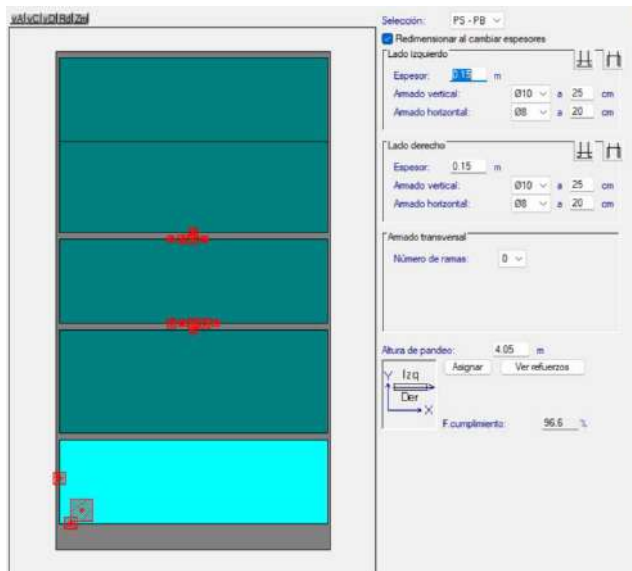 Selección: PS - PB
Redimensionar al cambiar espesores
Lado izquierdo
Espesor: 0.15 m
Armado vertical: Ø10 a 25 cm
Armado horizontal: Ø8 a 20 cm
Lado derecho
Espesor: 0.15 m
Armado vertical: Ø10 a 25 cm
Armado horizontal: Ø8 a 20 cm
Armado transversal
Número de ramas: 0
Altura de pandeo: 4.05 m
Asignar Ver refuerzos
Y Izq
Der
X
F.cumplimiento: 96.6 %